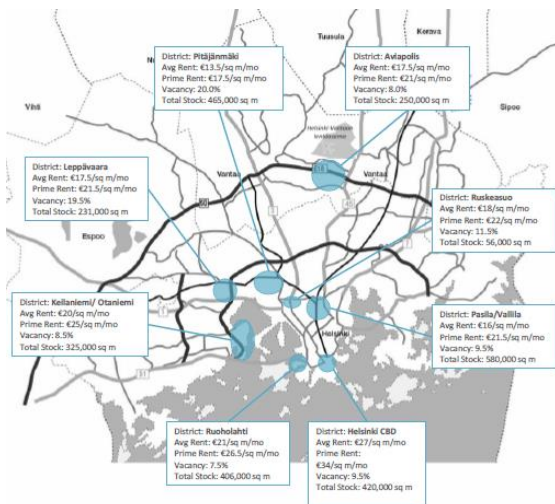 Tuusula
Kerava
District: Pitäjänmäki
Avg Rent: €13.5/sq m/mo
Prime Rent: €17.5/sq m/mo
Vacancy: 20.0%
Total Stock: 465,000 sq m
District: Aviapolis
Avg Rent: €17.5/sq m/mo
Prime Rent: €21/sq m/mo
Vacancy: 8.0%
Total Stock: 250,000 sq m
Vihti
Sipoo
District: Leppävaara
Avg Rent: €17.5/sq m/mo
Prime Rent: €21.5/sq m/mo
Vacancy: 19.5%
Total Stock: 231,000 sq m
Vantaa
Vantaa
District: Ruskeasuo
Avg Rent: €18/sq m/mo
Prime Rent: €22/sq m/mo
Vacancy: 11.5%
Total Stock: 56,000 sq m
Espoo
District: Keilaniemi/ Otaniemi
Avg Rent: €20/sq m/mo
Prime Rent: €25/sq m/mo
Vacancy: 8.5%
Total Stock: 325,000 sq m
District: Pasila/Vallila
Avg Rent: €16/sq m/mo
Prime Rent: €21.5/sq m/mo
Vacancy: 9.5%
Total Stock: 580,000 sq m
Helsinki
District: Ruoholahti
Avg Rent: €21/sq m/mo
Prime Rent: €26.5/sq m/mo
Vacancy: 7.5%
Total Stock: 406,000 sq m
District: Helsinki CBD
Avg Rent: €27/sq m/mo
Prime Rent:
€34/sq m/mo
Vacancy: 9.5%
Total Stock: 420,000 sq m